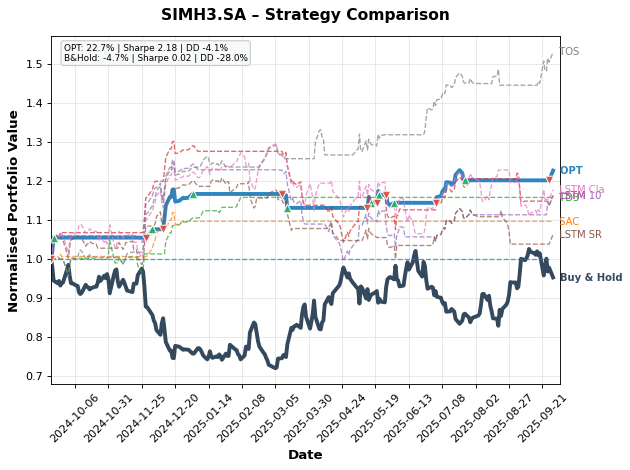 SIMH3.SA – Strategy Comparison
OPT: 22.7% | Sharpe 2.18 | DD -4.1%
B&Hold: -4.7% | Sharpe 0.02 | DD -28.0%
Normalised Portfolio Value
1.5
1.4
1.3
1.2
1.1
1.0
0.9
0.8
0.7
TOS
OPT
LSTM Cla
SAC
LSTM SR
Buy & Hold
2024-10-06
2024-10-31
2024-11-25
2024-12-20
2025-01-14
2025-02-08
2025-03-05
2025-03-30
2025-04-24
2025-05-19
2025-06-13
2025-07-08
2025-08-02
2025-08-27
2025-09-21
Date